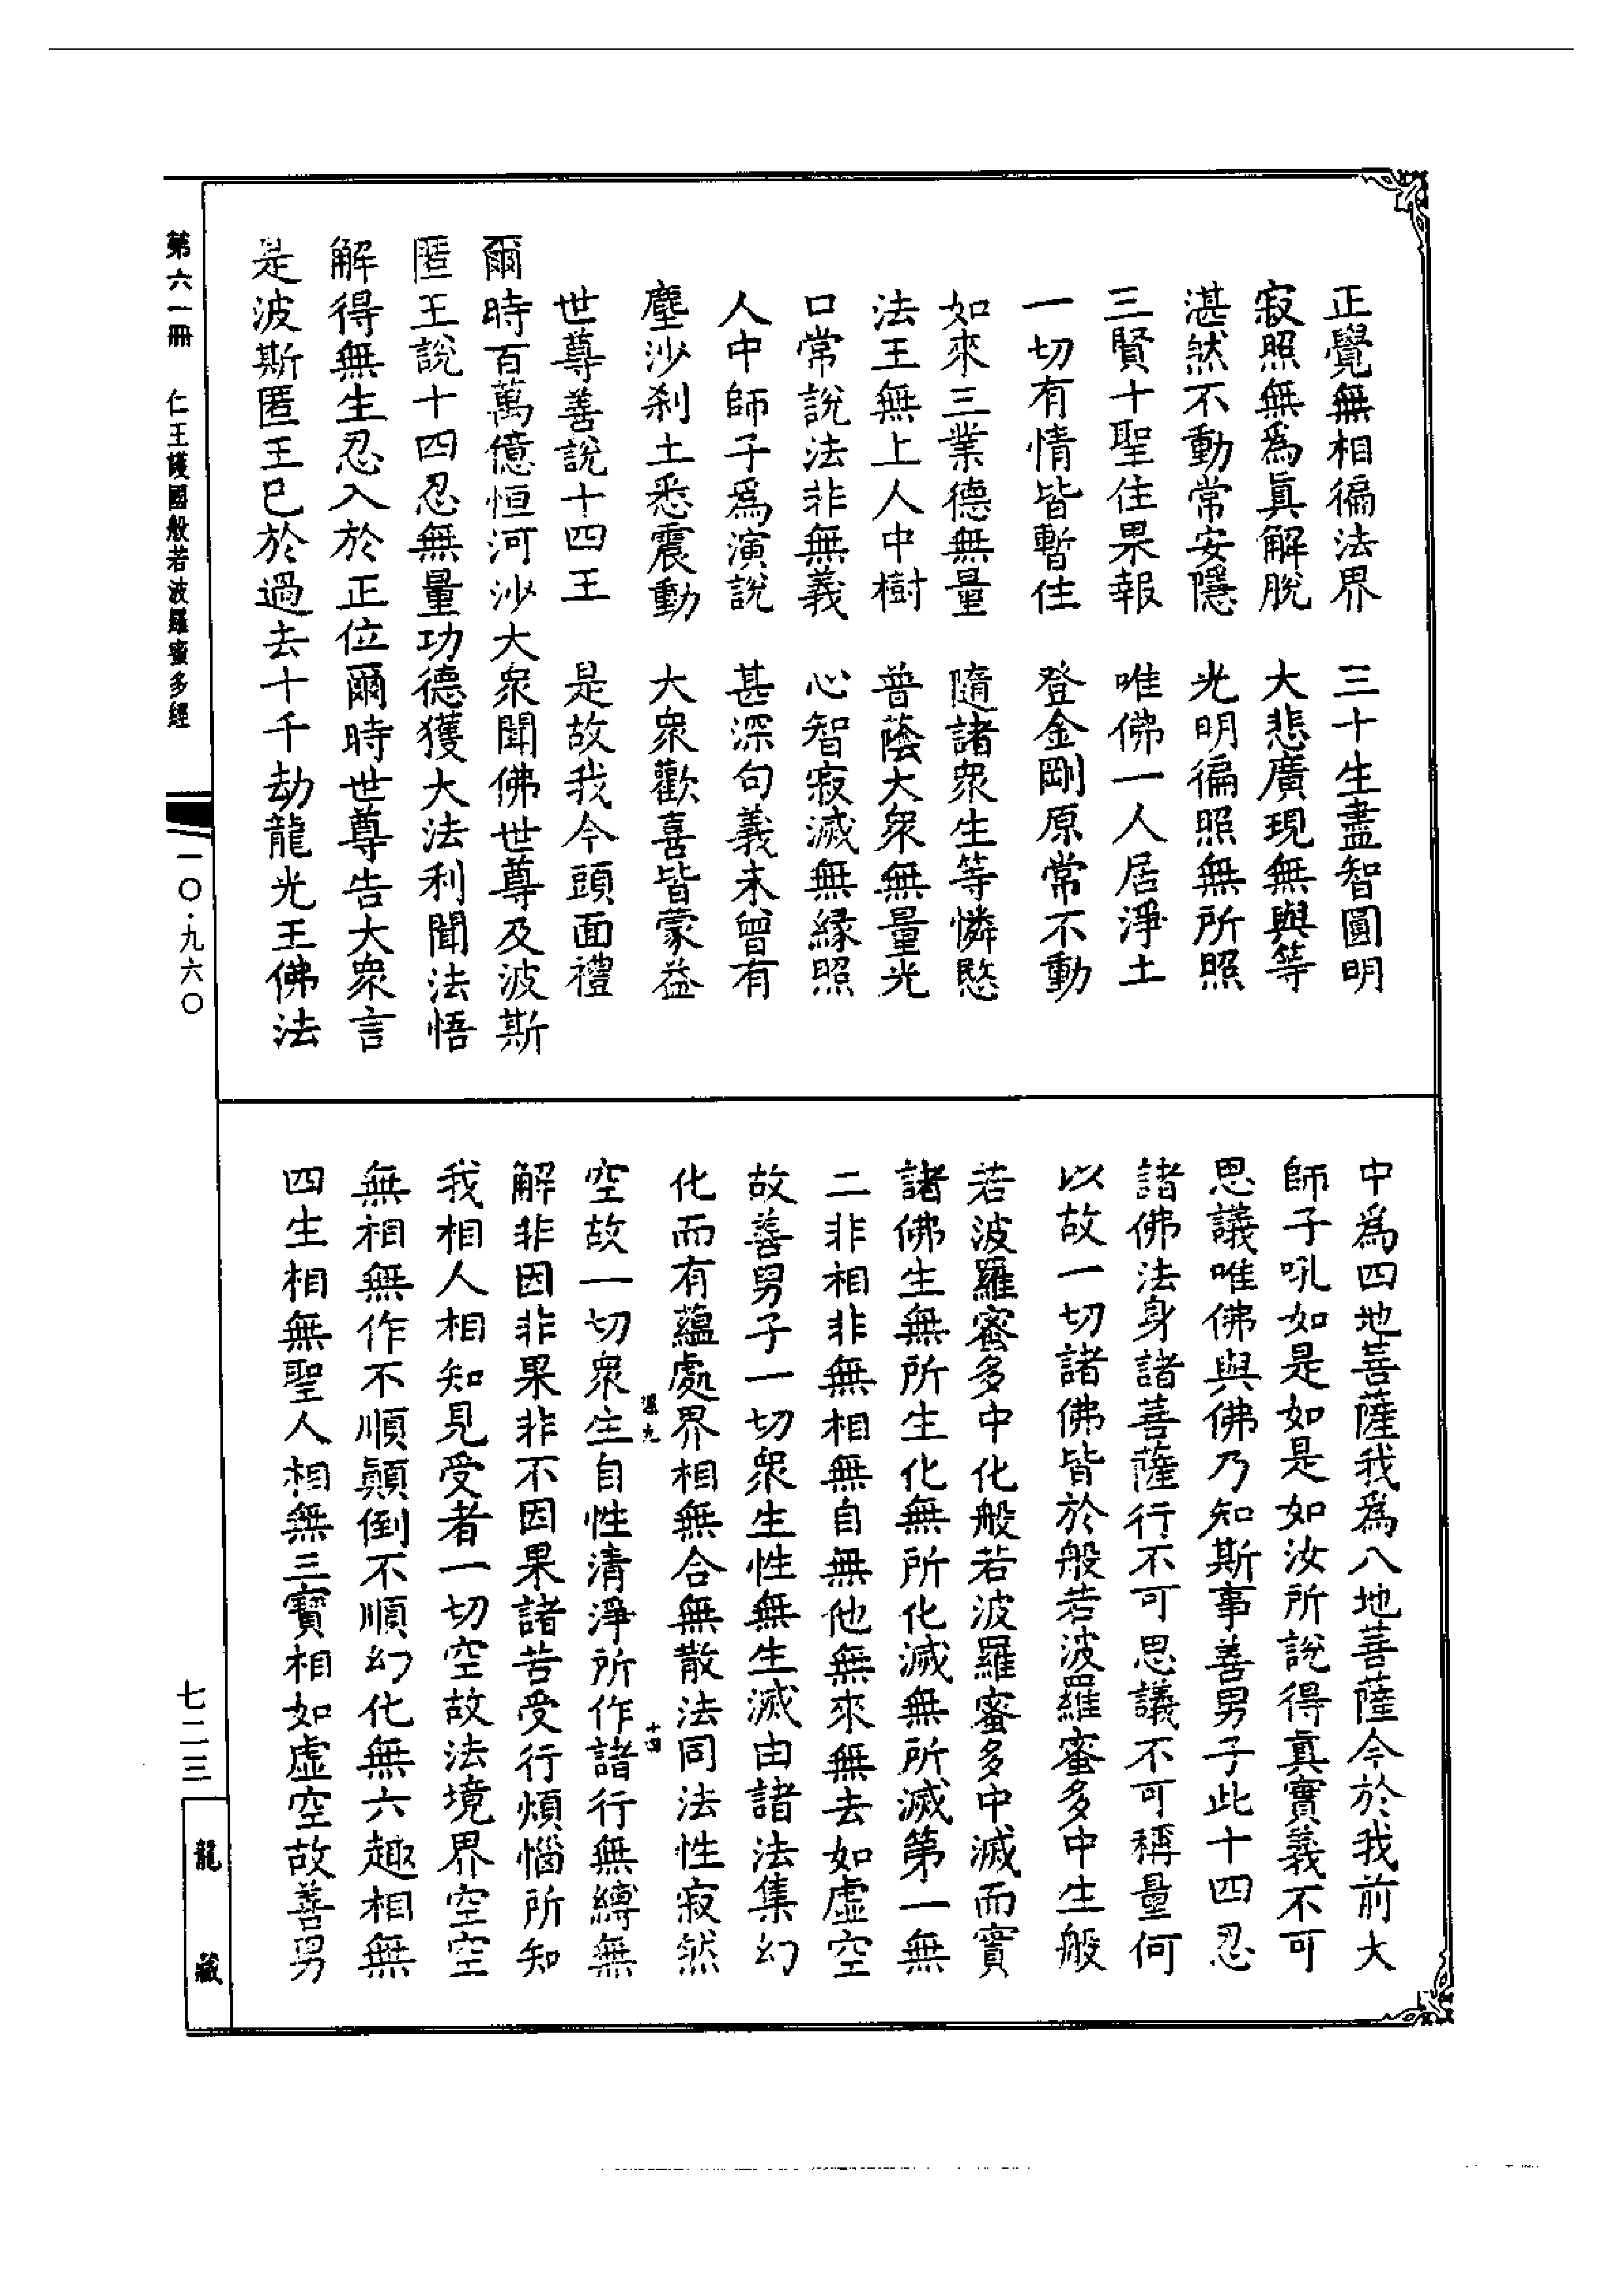 正覺無相徧法界　三十生盡智圓明
寂照無爲眞解脫　大悲廣現無與等
湛然不動常安隱　光明徧照無所照
三賢十聖住果報　唯佛一人居淨土
一切有情皆暫住　登金剛原常不動
如來三業德無量　隨諸衆生等憐愍
法王無上人中樹　普蔭大衆無量光
口常說法非無義　心智寂滅無緣照
人中師子爲演說　甚深句義未曾有
塵沙刹土悉震動　大衆歡喜皆蒙益
世尊善說十四王　是故我今頭面禮
爾時百萬億恒河沙大衆聞佛世尊及波斯
匿王說十四忍無量功德獲大法利聞法悟
解得無生忍入於正位爾時世尊告大衆言
是波斯匿王已於過去十千劫龍光王佛法
中爲四地菩薩我爲八地菩薩今於我前大
師子吼如是如是如汝所說得眞實義不可
思議唯佛與佛乃知斯事善男子此十四忍
諸佛法身諸菩薩行不可思議不可稱量何
以故一切諸佛皆於般若波羅蜜多中生般
若波羅蜜多中化般若波羅蜜多中滅而實
諸佛生無所生化無所化滅無所滅第一無
二非相非無相無自無他無來無去如虛空
故善男子一切衆生性無生滅由諸法集幻
化而有蘊處界相無合無散法同法性寂然
空故一切衆生自性清淨所作諸行無縛無
解非因非果非不因果諸苦受行煩惱所知
我相人相知見受者一切空故法境界空空
無相無作不順顚倒不順幻化無六趣相無
四生相無聖人相無三寶相如虛空故善男
九
十四
第六一冊　仁王護國般若波羅蜜多經
一〇·九六〇
七二三
龍藏